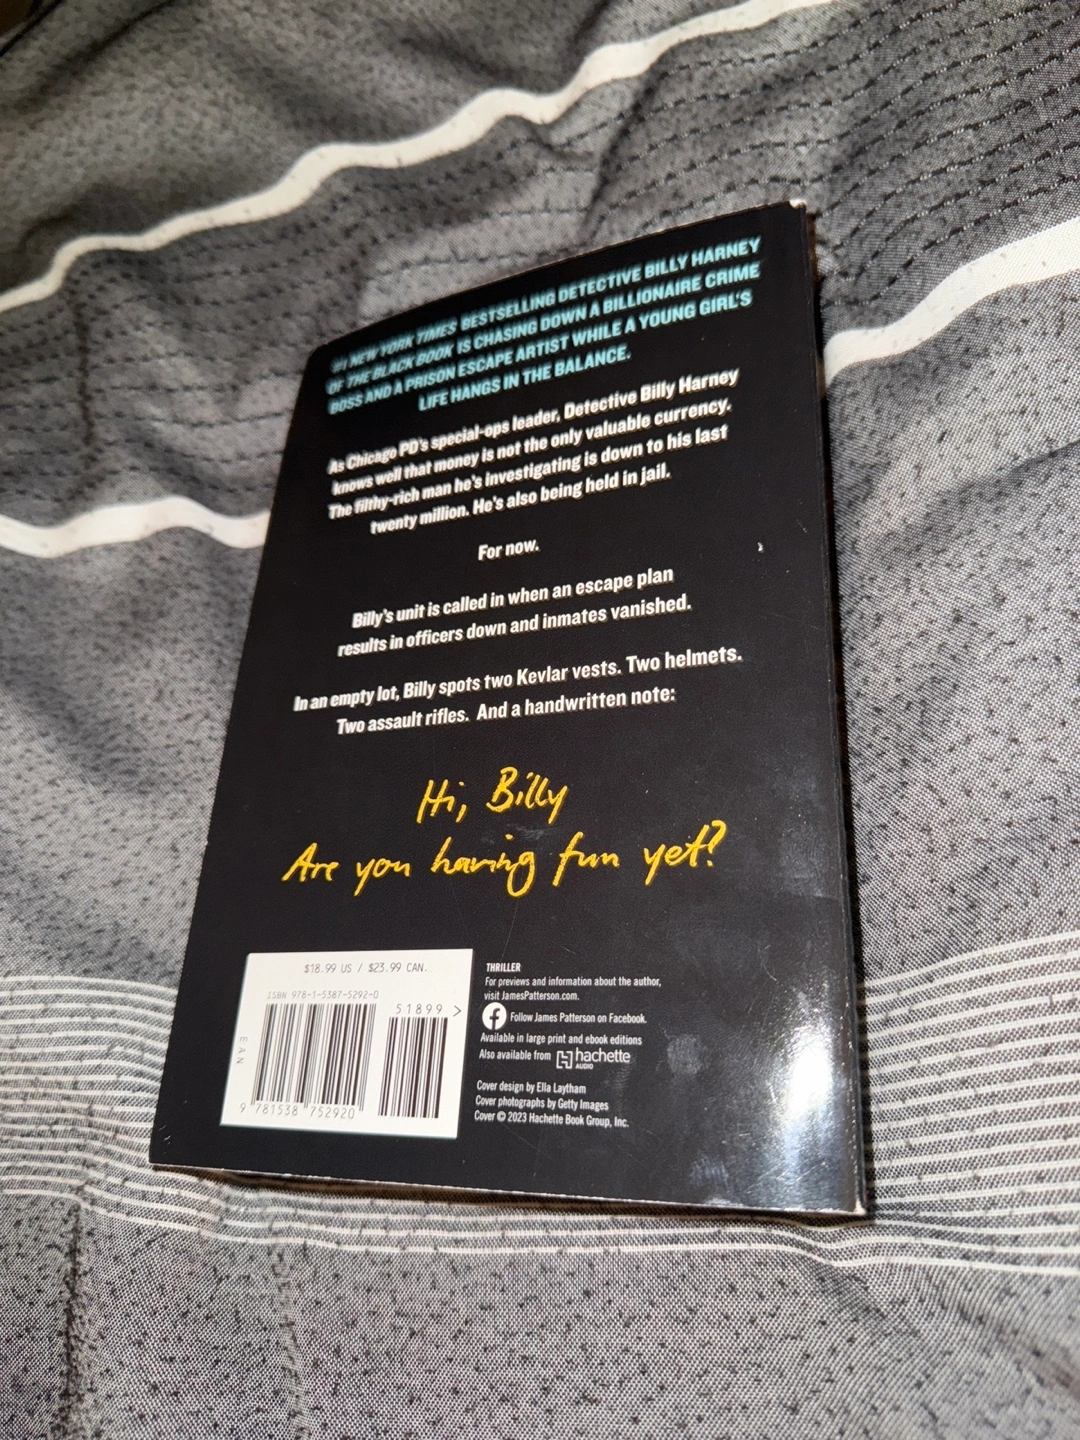 #1 NEW YORK TIMES BESTSELLING DETECTIVE BILLY HARNEY
OF THE BLACK BOOK IS CHASING DOWN A BILLIONAIRE CRIME
BOSS AND A PRISON ESCAPE ARTIST WHILE A YOUNG GIRL'S
LIFE HANGS IN THE BALANCE.
As Chicago PD's special-ops leader, Detective Billy Harney
knows well that money is not the only valuable currency.
The filthy-rich man he's investigating is down to his last
twenty million. He's also being held in jail.
For now.
Billy's unit is called in when an escape plan
results in officers down and inmates vanished.
In an empty lot, Billy spots two Kevlar vests. Two helmets.
Two assault rifles. And a handwritten note:
Hi, Billy
Are you having fun yet?
$18.99 US / $23.99 CAN.
ISBN 978-1-5387-5292-0
51899 >
EAN
9 781538 752920
THRILLER
For previews and information about the author,
visit JamesPatterson.com.
Follow James Patterson on Facebook.
Available in large print and ebook editions
Also available from hachette
AUDIO
Cover design by Ella Laytham
Cover photographs by Getty Images
Cover © 2023 Hachette Book Group, Inc.